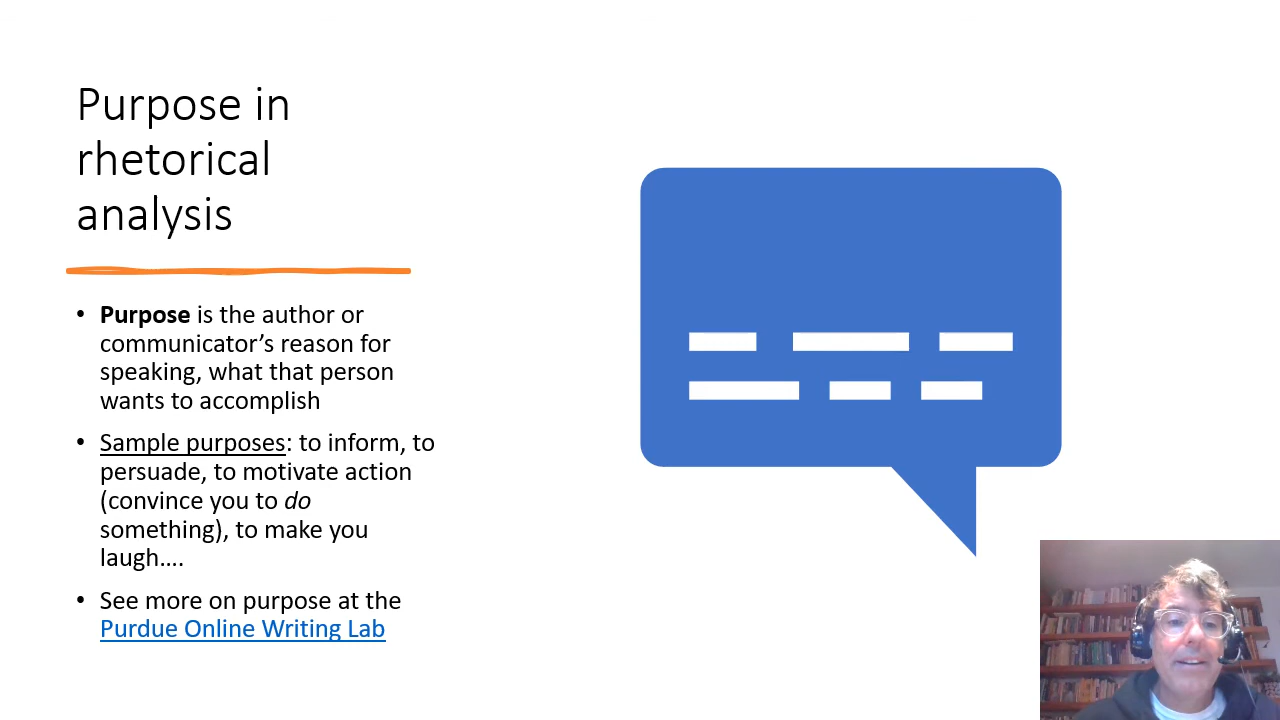 Purpose in
rhetorical
analysis
• Purpose is the author or
communicator’s reason for
speaking, what that person
wants to accomplish
• Sample purposes: to inform, to
persuade, to motivate action
(convince you to do
something), to make you
laugh….
• See more on purpose at the
Purdue Online Writing Lab